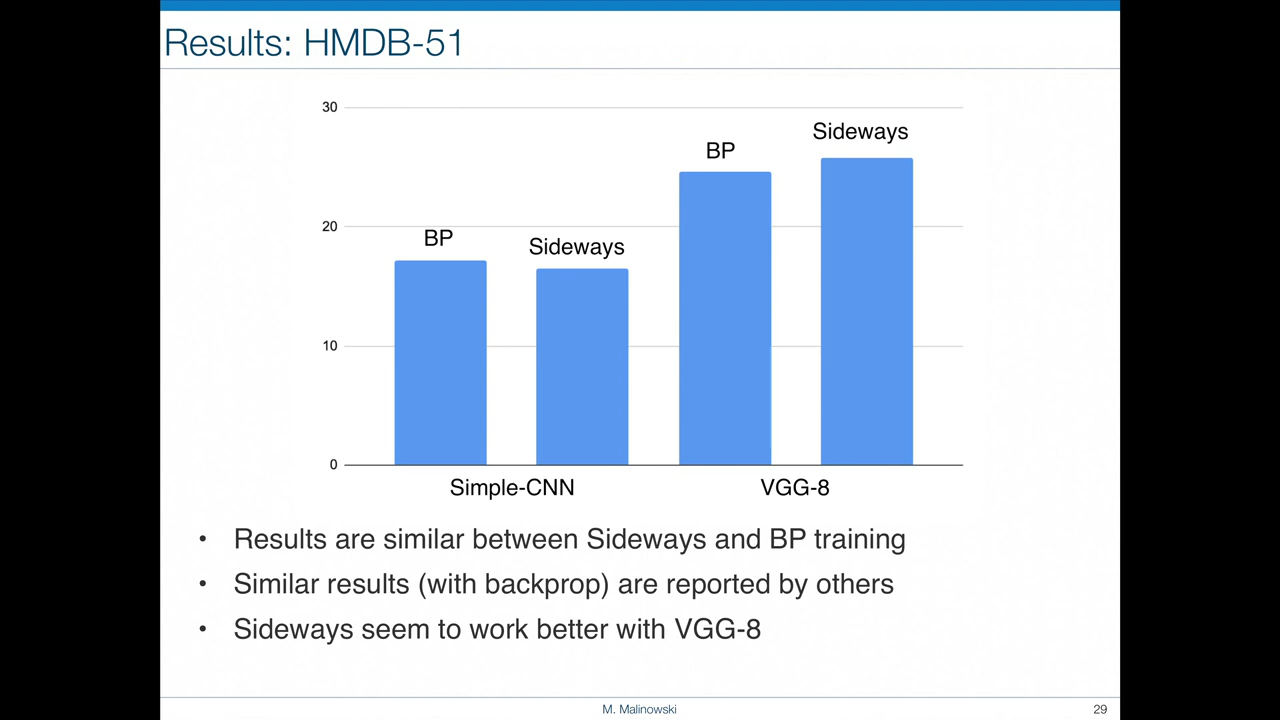 Results: HMDB-51
30
Sideways
BP
20
BP
Sideways
10
0
Simple-CNN VGG-8
• Results are similar between Sideways and BP training
• Similar results (with backprop) are reported by others
• Sideways seem to work better with VGG-8
M. Malinowski 29